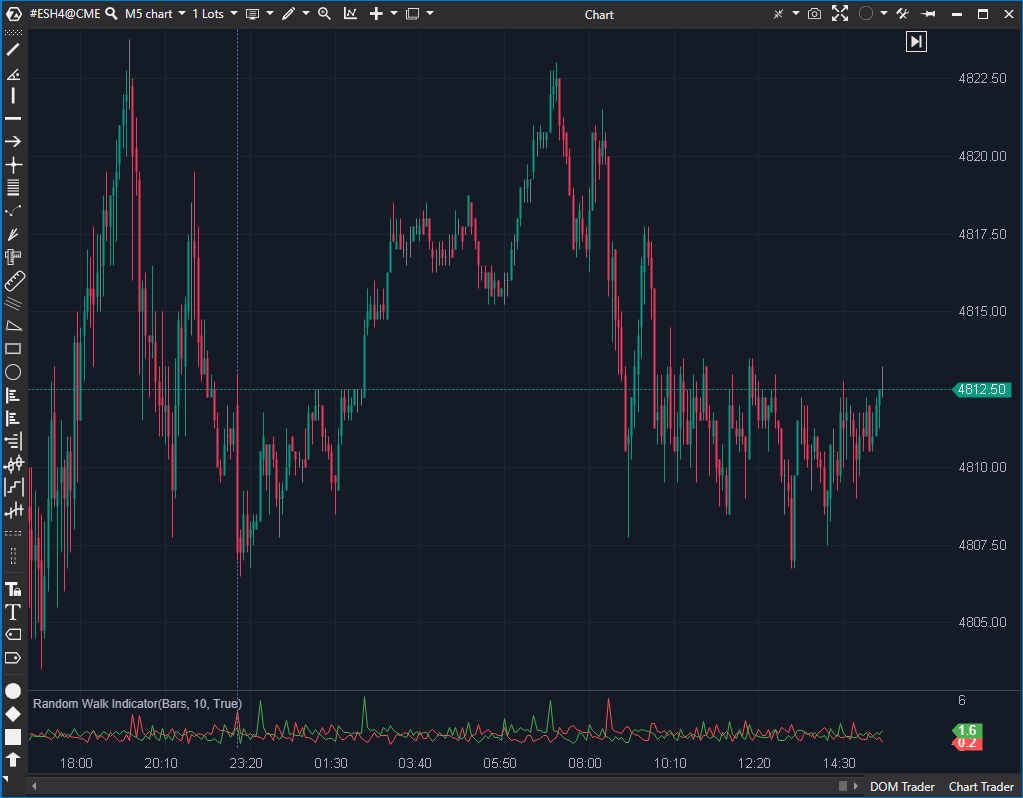 #ESH4@CME M5 chart 1 Lots Chart
4822.50
4820.00
4817.50
4815.00
4812.50
4810.00
4807.50
4805.00
Random Walk Indicator(Bars, 10, True)
6
1.6
0.2
18:00 20:10 23:20 01:30 03:40 05:50 08:00 10:10 12:20 14:30
DOM Trader Chart Trader